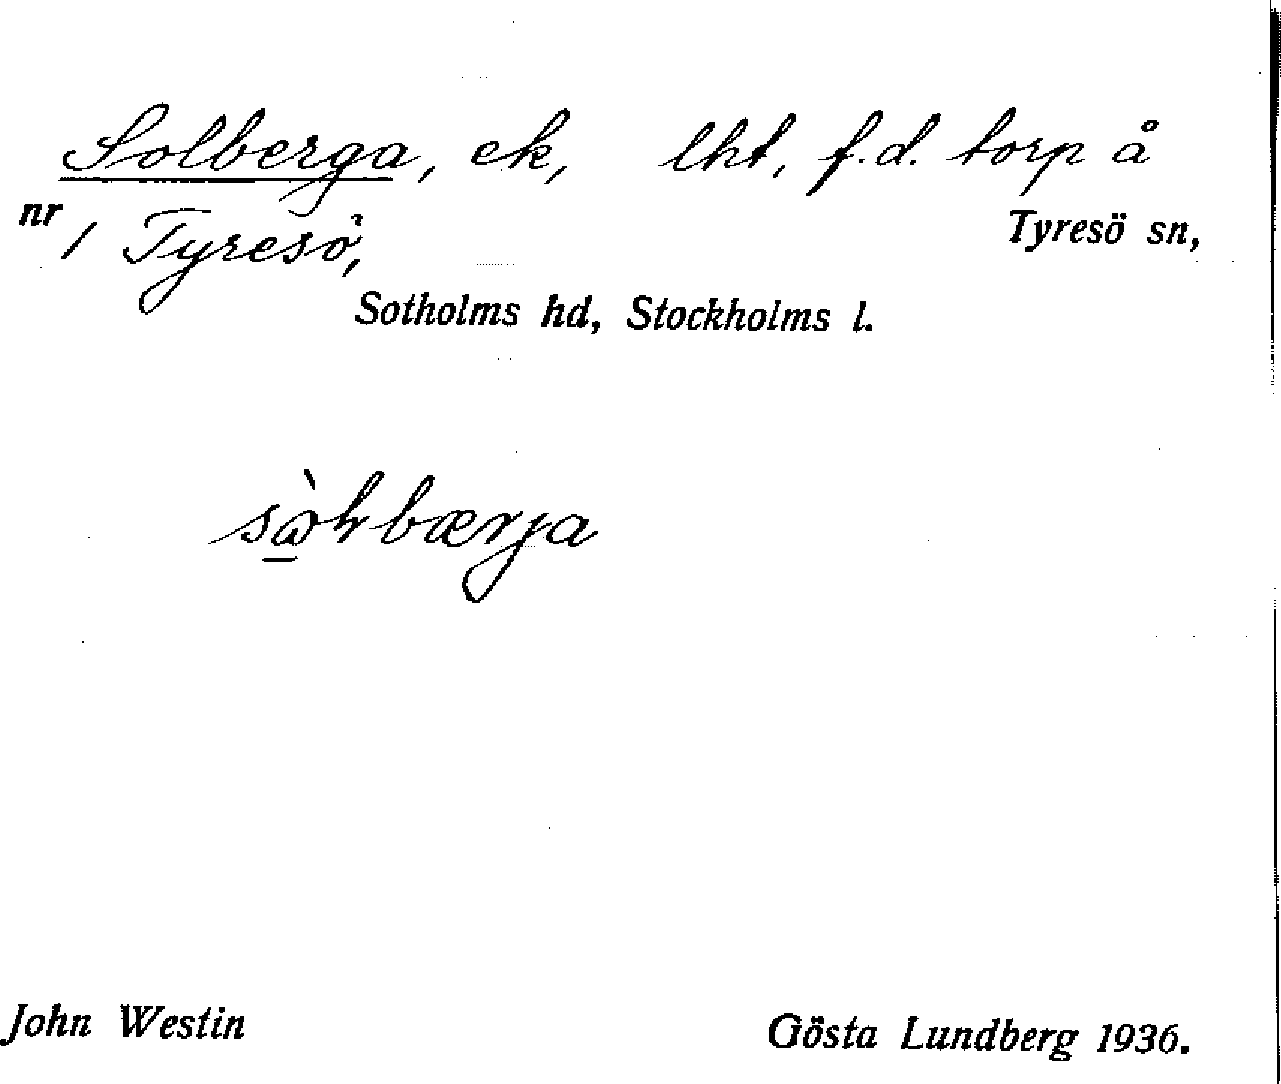 Solberga, ek, lht, f.d. torp å
nr 1 Tyresö, Tyresö sn,
Sotholms hd, Stockholms l.
John Westin Gösta Lundberg 1936.